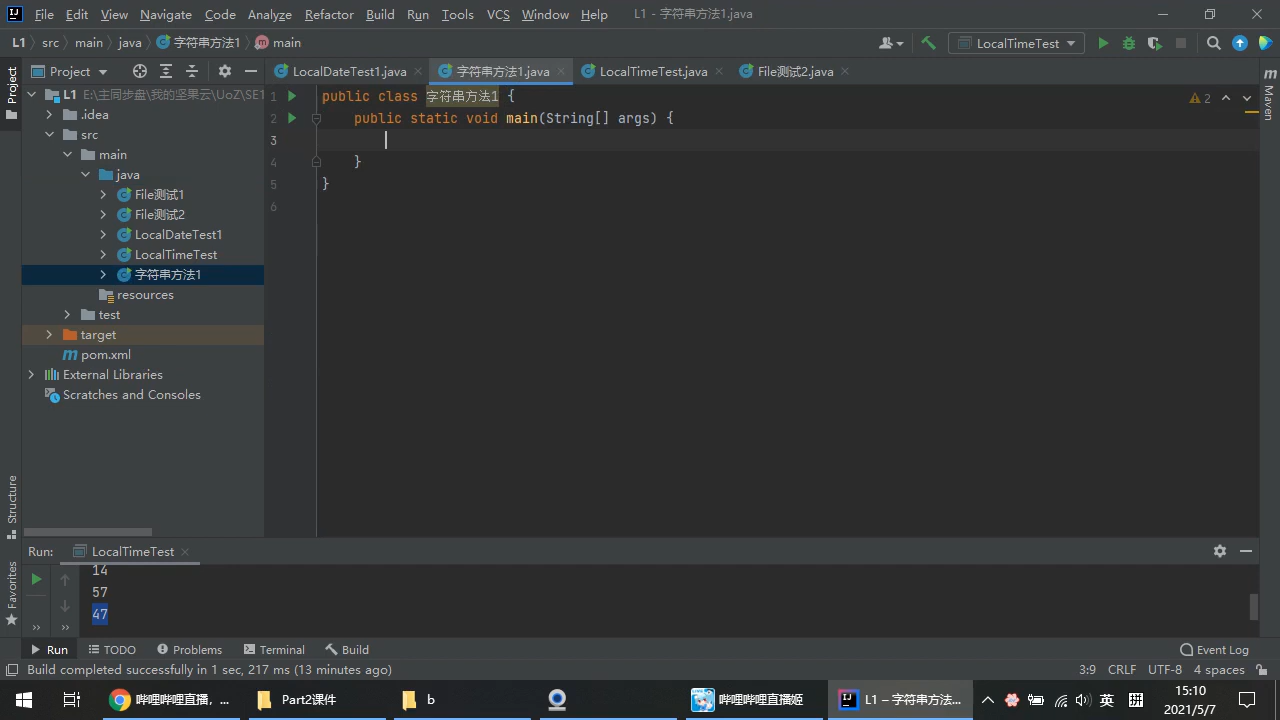 File Edit View Navigate Code Analyze Refactor Build Run Tools VCS Window Help L1 - 字符串方法1.java
L1 src main java 字符串方法1 main LocalTimeTest
Project LocalDateTest1.java 字符串方法1.java LocalTimeTest.java File测试2.java
Project
Maven
L1 E:\主同步盘\我的坚果云\UoZ\SE1
.idea
src
main
java
File测试1
File测试2
LocalDateTest1
LocalTimeTest
字符串方法1
resources
test
target
pom.xml
External Libraries
Scratches and Consoles
1 public class 字符串方法1 {
2 public static void main(String[] args) {
3
4 }
5 }
6
2
Structure
Favorites
Run: LocalTimeTest
14
57
47
Run TODO Problems Terminal Build Event Log
Build completed successfully in 1 sec, 217 ms (13 minutes ago) 3:9 CRLF UTF-8 4 spaces
哔哩哔哩直播，... Part2课件 b 哔哩哔哩直播姬 L1 – 字符串方法... 英 拼 15:10
2021/5/7